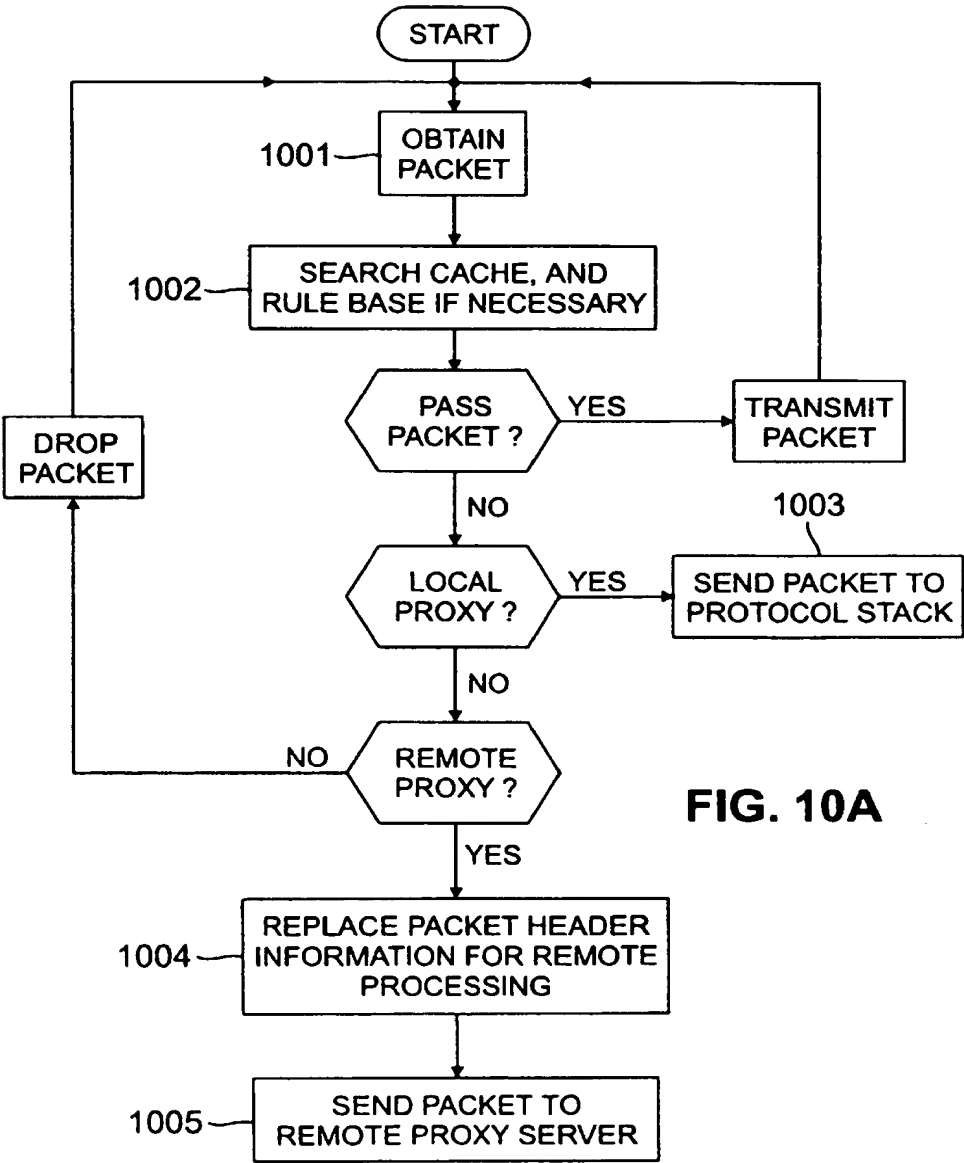 START
1001
OBTAIN
PACKET
1002
SEARCH CACHE, AND
RULE BASE IF NECESSARY
PASS
PACKET ?
YES
TRANSMIT
PACKET
DROP
PACKET
NO
1003
LOCAL
PROXY ?
YES
SEND PACKET TO
PROTOCOL STACK
NO
REMOTE
PROXY ?
NO
FIG. 10A
YES
1004
REPLACE PACKET HEADER
INFORMATION FOR REMOTE
PROCESSING
1005
SEND PACKET TO
REMOTE PROXY SERVER